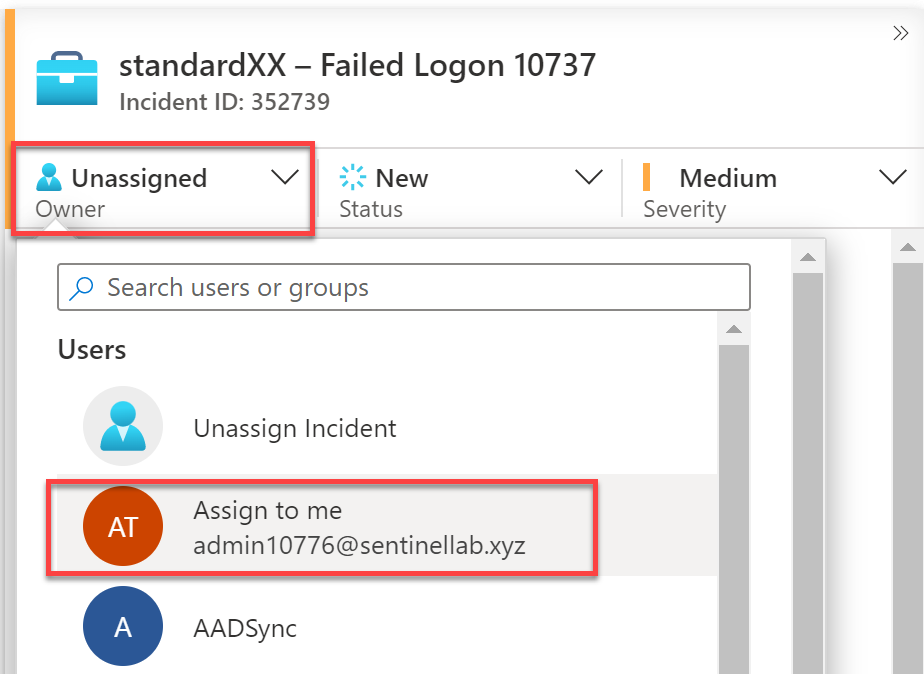 standardXX – Failed Logon 10737
Incident ID: 352739
Unassigned
Owner
New
Status
Medium
Severity
Search users or groups
Users
Unassign Incident
AT
Assign to me
admin10776@sentinellab.xyz
A
AADSync